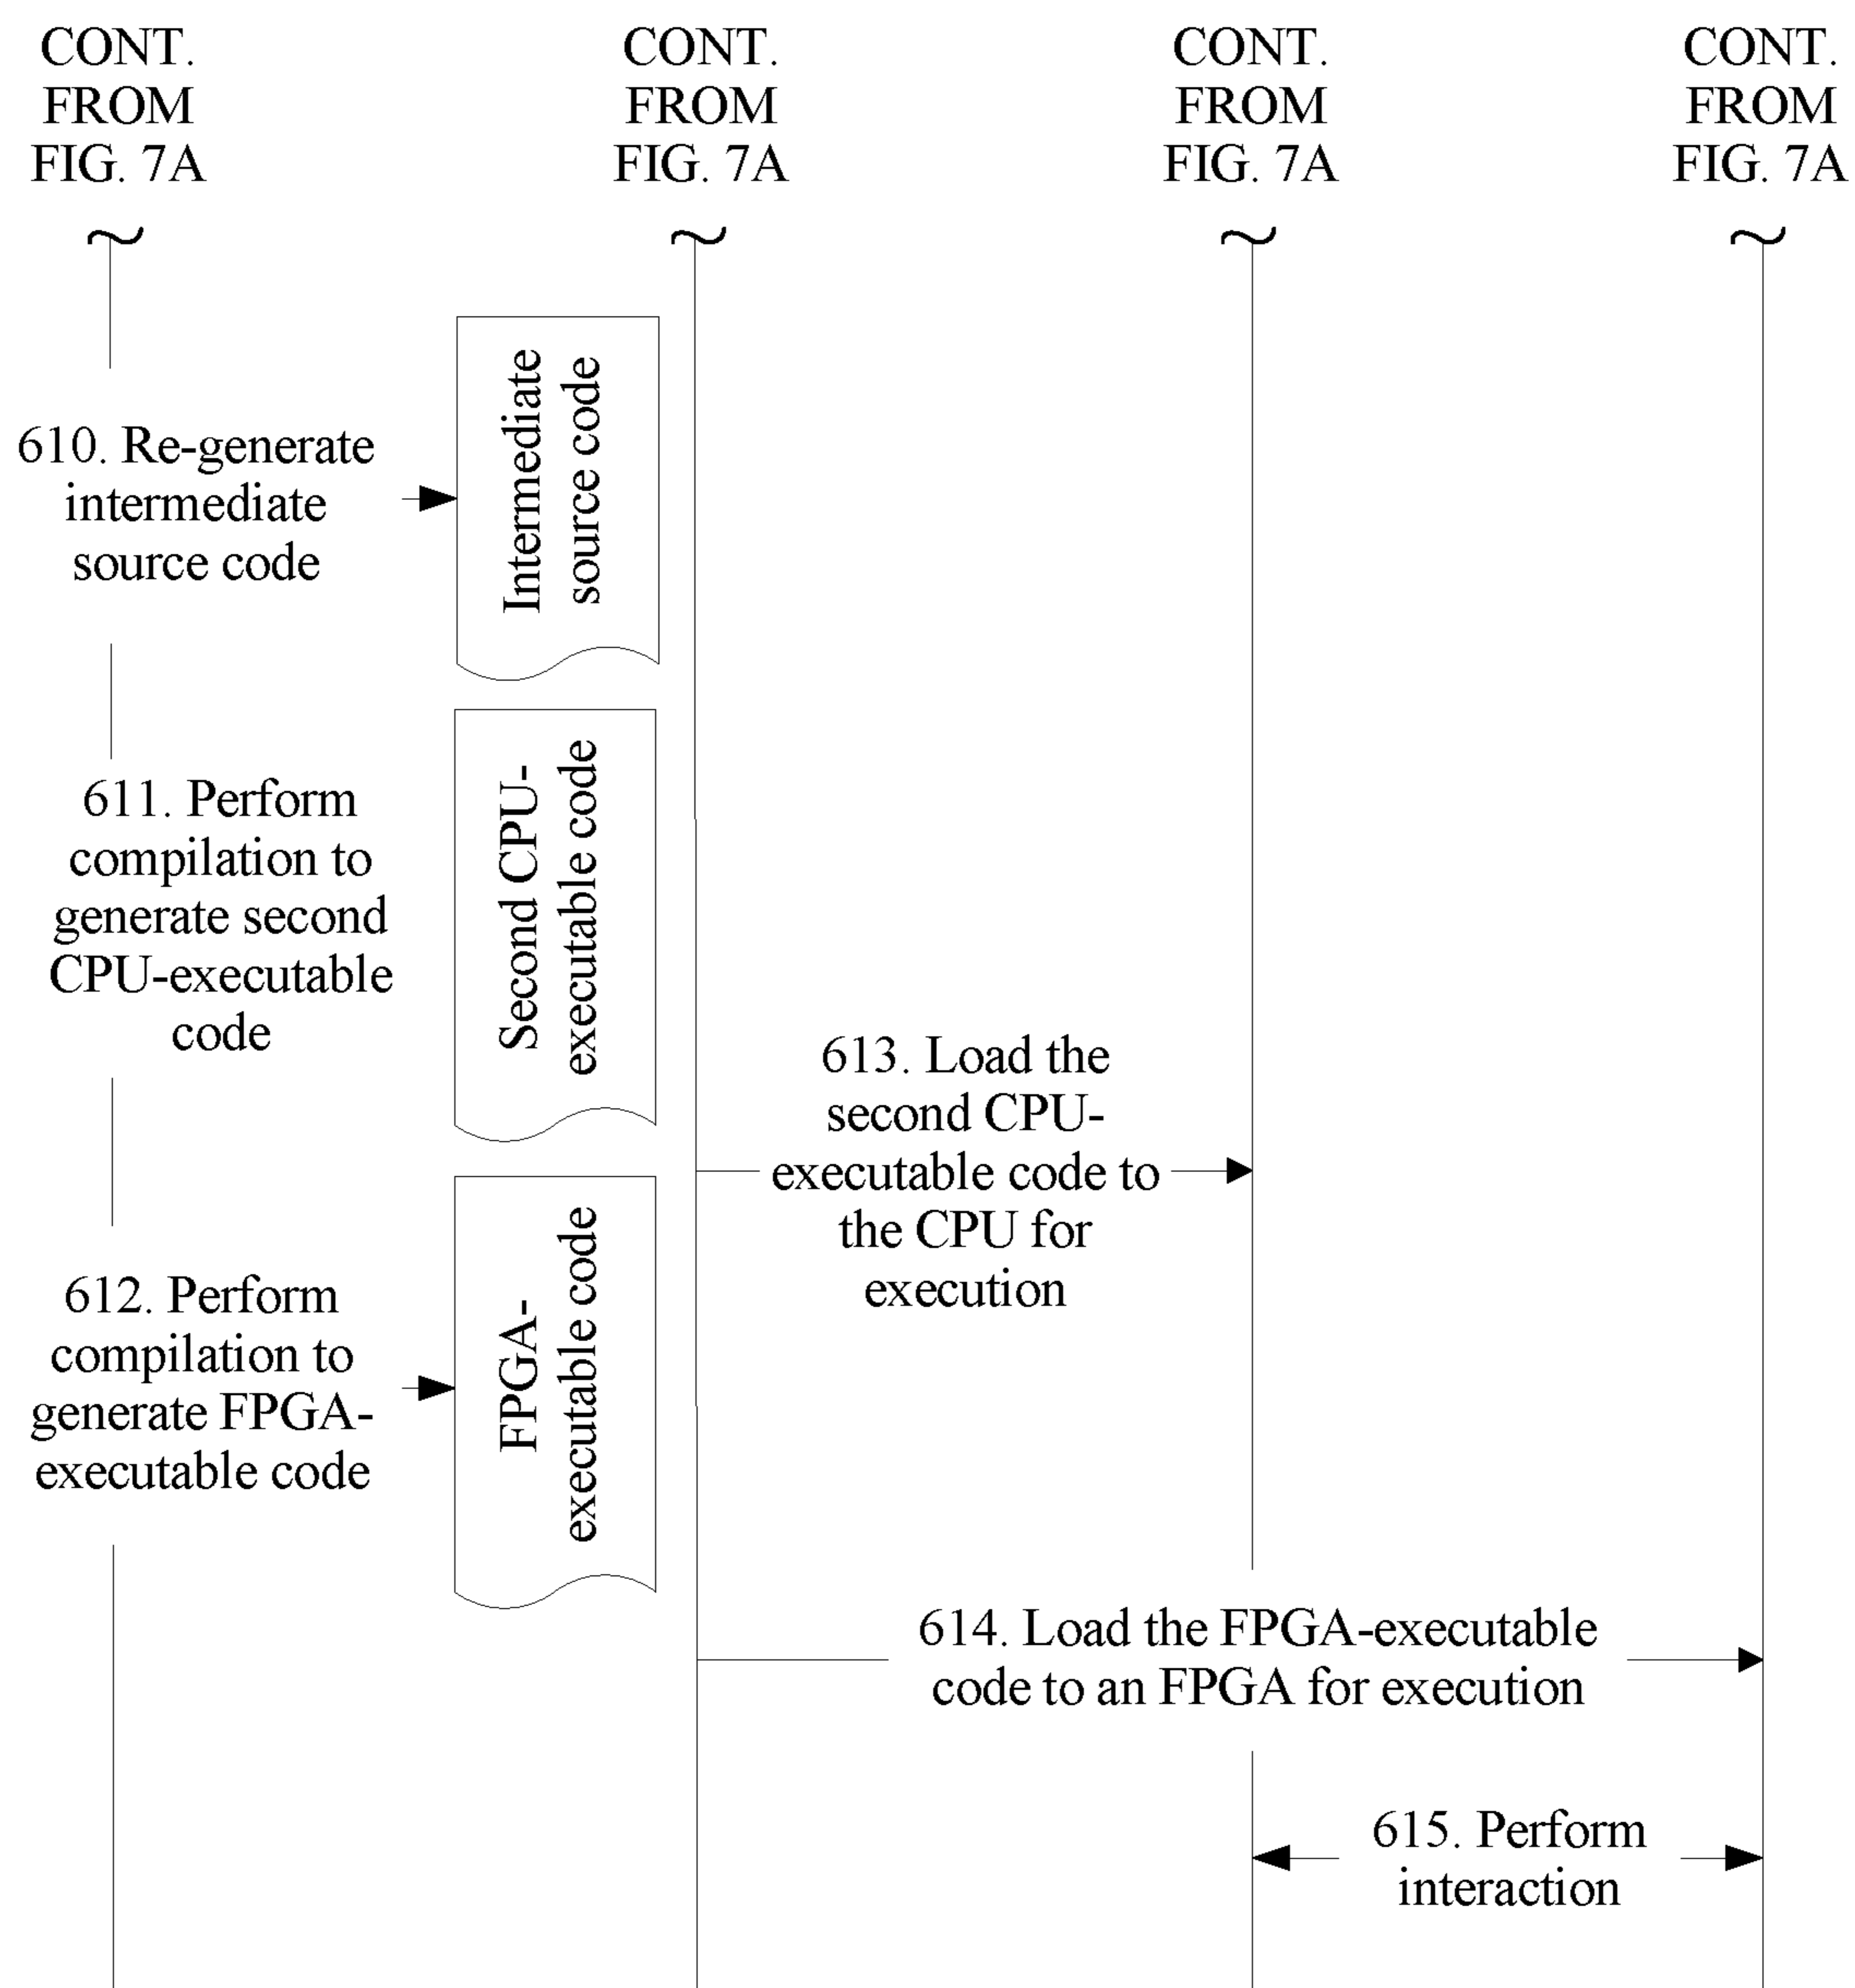 CONT.
FROM
FIG. 7A
CONT.
FROM
FIG. 7A
CONT.
FROM
FIG. 7A
CONT.
FROM
FIG. 7A
610. Re-generate
intermediate
source code
Intermediate
source code
611. Perform
compilation to
generate second
CPU-executable
code
Second CPU-
executable code
612. Perform
compilation to
generate FPGA-
executable code
FPGA-
executable code
613. Load the
second CPU-
executable code to
the CPU for
execution
614. Load the FPGA-executable
code to an FPGA for execution
615. Perform
interaction